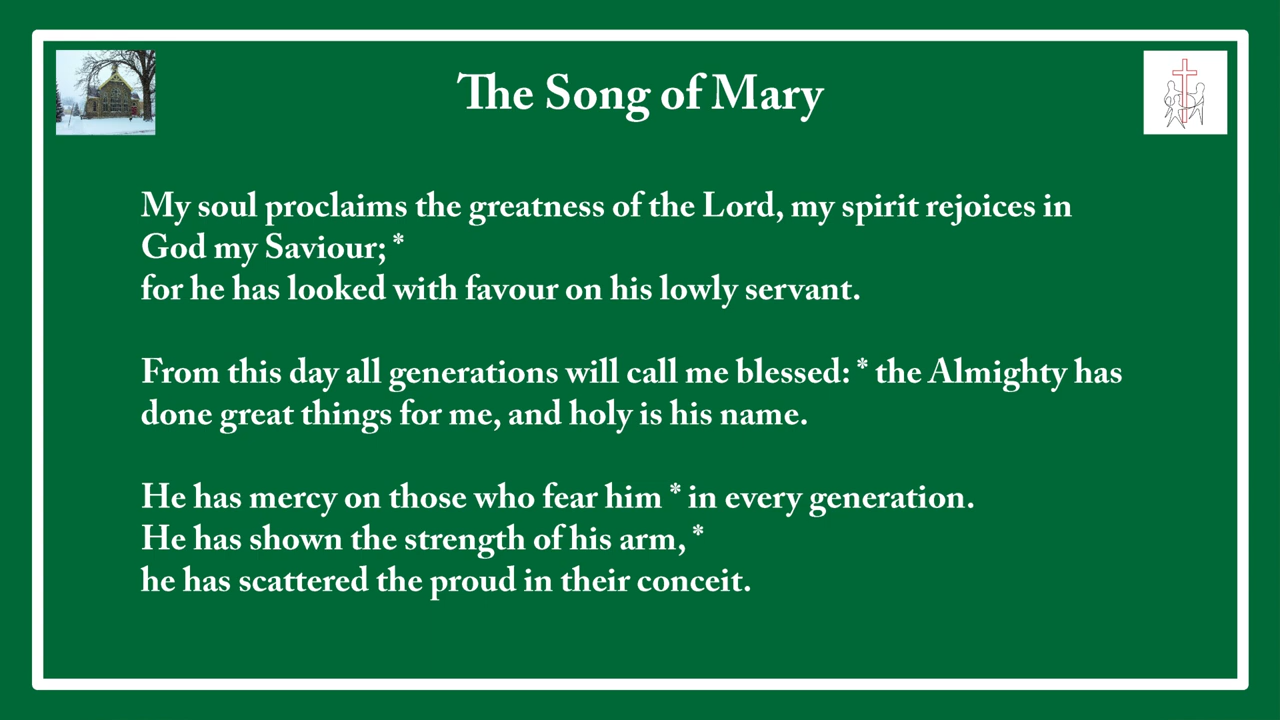 The Song of Mary
My soul proclaims the greatness of the Lord, my spirit rejoices in
God my Saviour; *
for he has looked with favour on his lowly servant.
From this day all generations will call me blessed: * the Almighty has
done great things for me, and holy is his name.
He has mercy on those who fear him * in every generation.
He has shown the strength of his arm, *
he has scattered the proud in their conceit.